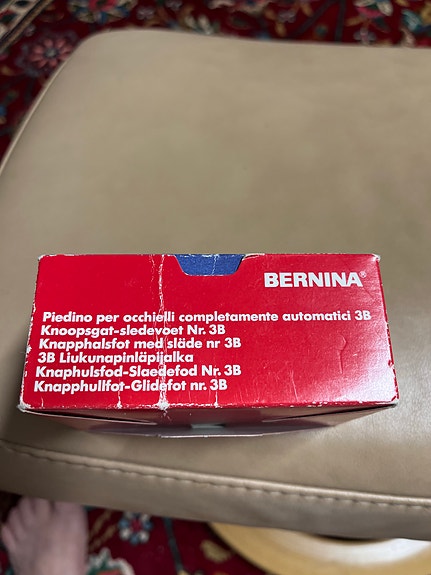 BERNINA®
Piedino per occhielli completamente automatici 3B
Knoopsgat-sledevoet Nr. 3B
Knapphalsfot med släde nr 3B
3B Liukunapinläpijalka
Knaphulsfod-Slaedefod Nr. 3B
Knapphullfot-Glidefot nr. 3B